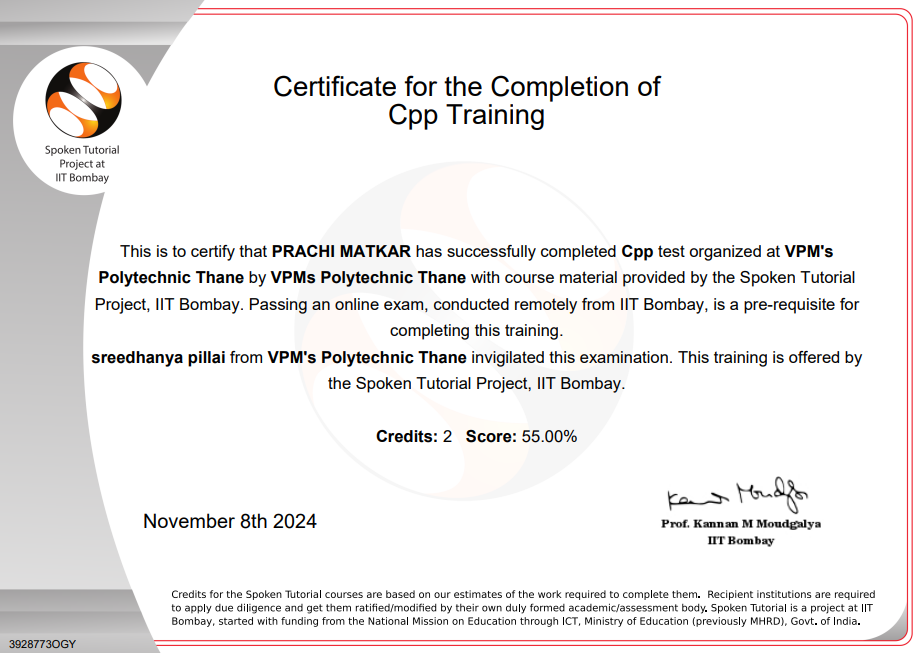 Certificate for the Completion of
Cpp Training
Spoken Tutorial
Project at
IIT Bombay
This is to certify that PRACHI MATKAR has successfully completed Cpp test organized at VPM's
Polytechnic Thane by VPMs Polytechnic Thane with course material provided by the Spoken Tutorial
Project, IIT Bombay. Passing an online exam, conducted remotely from IIT Bombay, is a pre-requisite for
completing this training.
sreedhanya pillai from VPM's Polytechnic Thane invigilated this examination. This training is offered by
the Spoken Tutorial Project, IIT Bombay.
Credits: 2 Score: 55.00%
November 8th 2024
Prof. Kannan M Moudgalya
IIT Bombay
Credits for the Spoken Tutorial courses are based on our estimates of the work required to complete them. Recipient institutions are required
to apply due diligence and get them ratified/modified by their own duly formed academic/assessment body. Spoken Tutorial is a project at IIT
Bombay, started with funding from the National Mission on Education through ICT, Ministry of Education (previously MHRD), Govt. of India.
3928773OGY